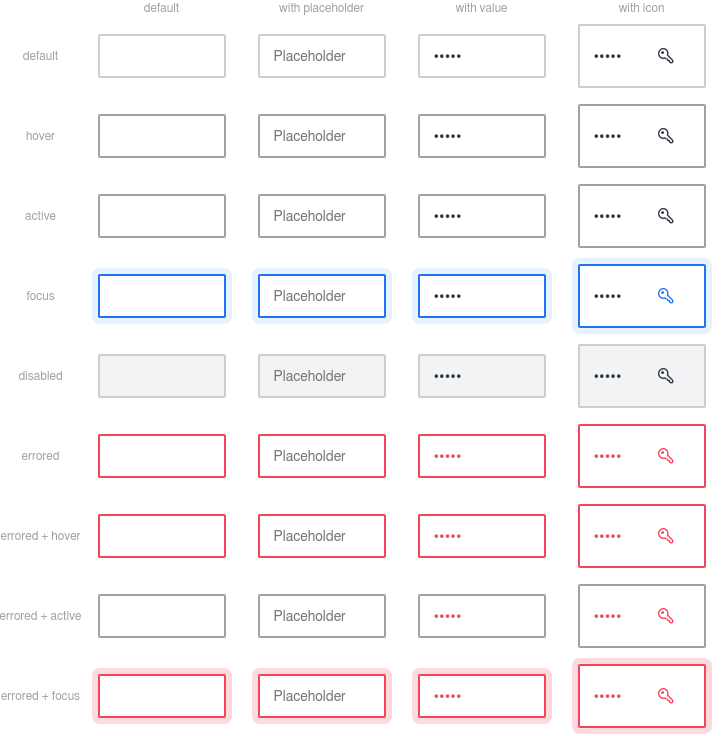 default with placeholder with value with icon
default Placeholder ••••• •••••
hover Placeholder ••••• •••••
active Placeholder ••••• •••••
focus Placeholder ••••• •••••
disabled Placeholder ••••• •••••
errored Placeholder ••••• •••••
errored + hover Placeholder ••••• •••••
errored + active Placeholder ••••• •••••
errored + focus Placeholder ••••• •••••